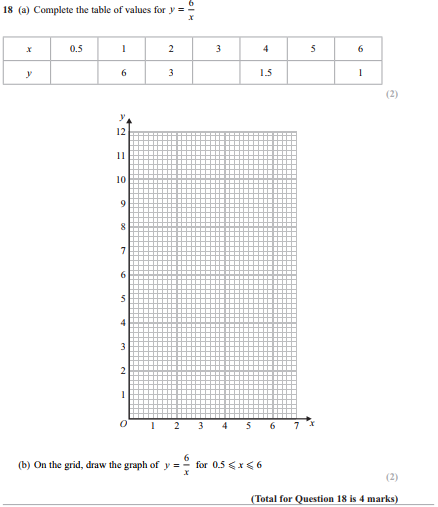 18 (a) Complete the table of values for y = 6/x
x 0.5 1 2 3 4 5 6
y 6 3 1.5 1
(2)
y
12
11
10
9
8
7
6
5
4
3
2
1
O 1 2 3 4 5 6 7 x
(b) On the grid, draw the graph of y = 6/x for 0.5 ⩽ x ⩽ 6
(2)
(Total for Question 18 is 4 marks)